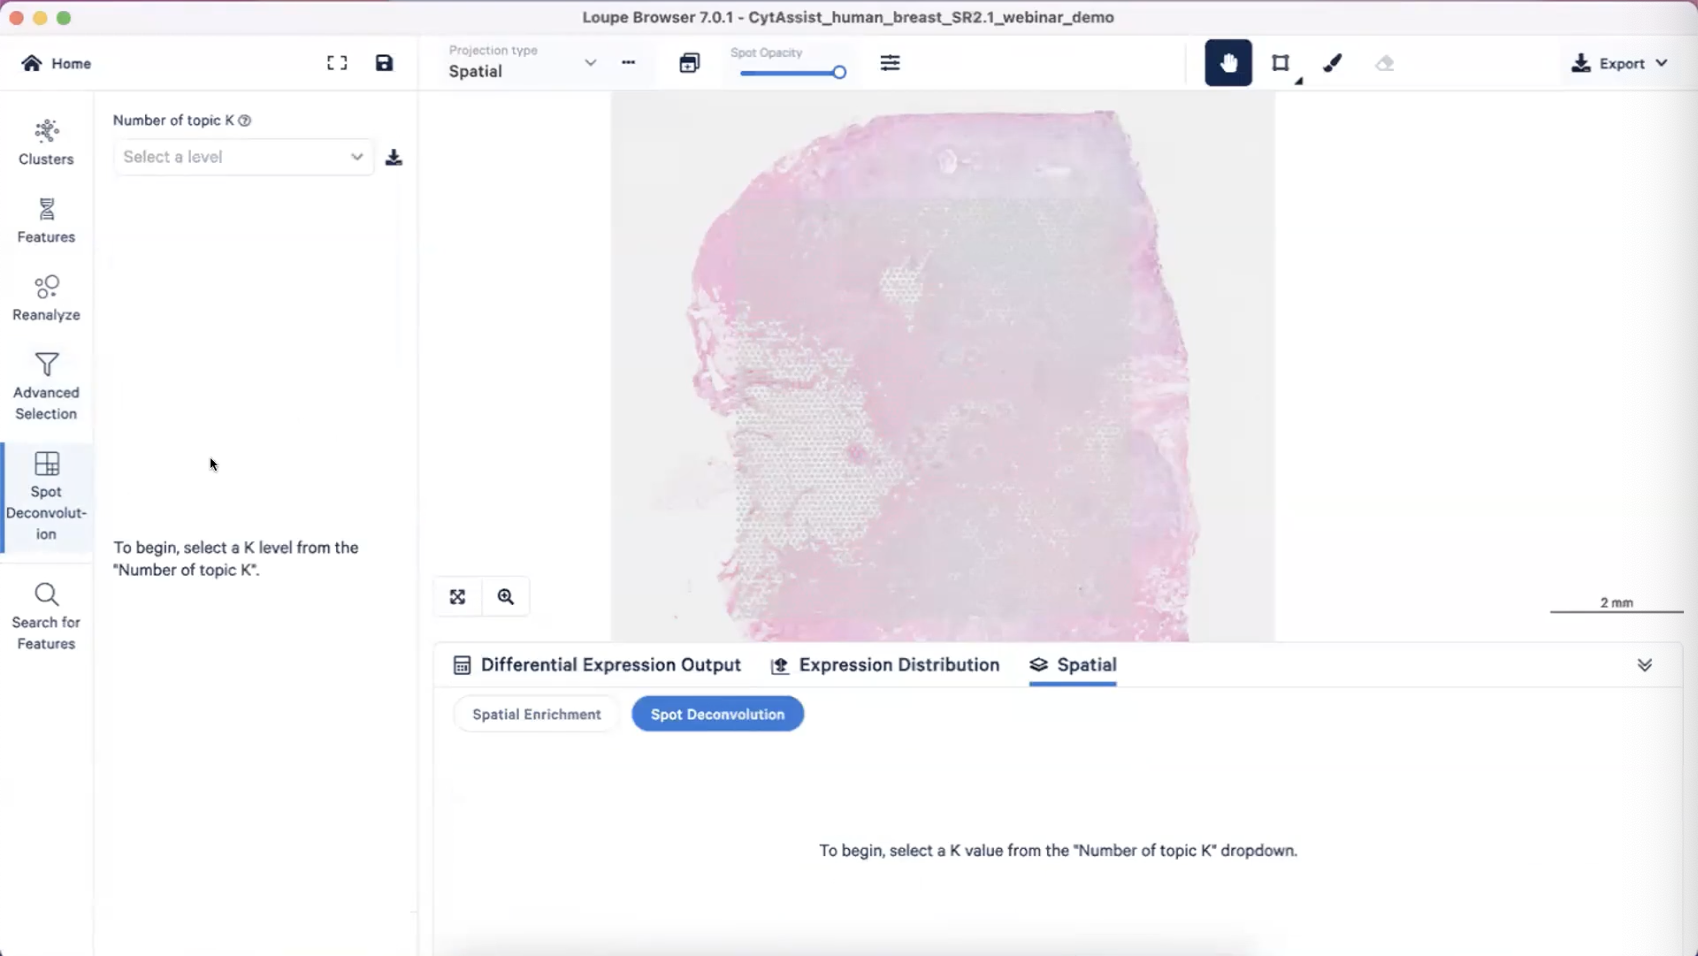 Loupe Browser 7.0.1 - CytAssist_human_breast_SR2.1_webinar_demo
Home
Projection type
Spatial
Spot Opacity
Export
Clusters
Features
Reanalyze
Advanced
Selection
Spot
Deconvolut-
ion
Search for
Features
Number of topic K
Select a level
To begin, select a K level from the
"Number of topic K".
2 mm
Differential Expression Output
Expression Distribution
Spatial
Spatial Enrichment
Spot Deconvolution
To begin, select a K value from the "Number of topic K" dropdown.